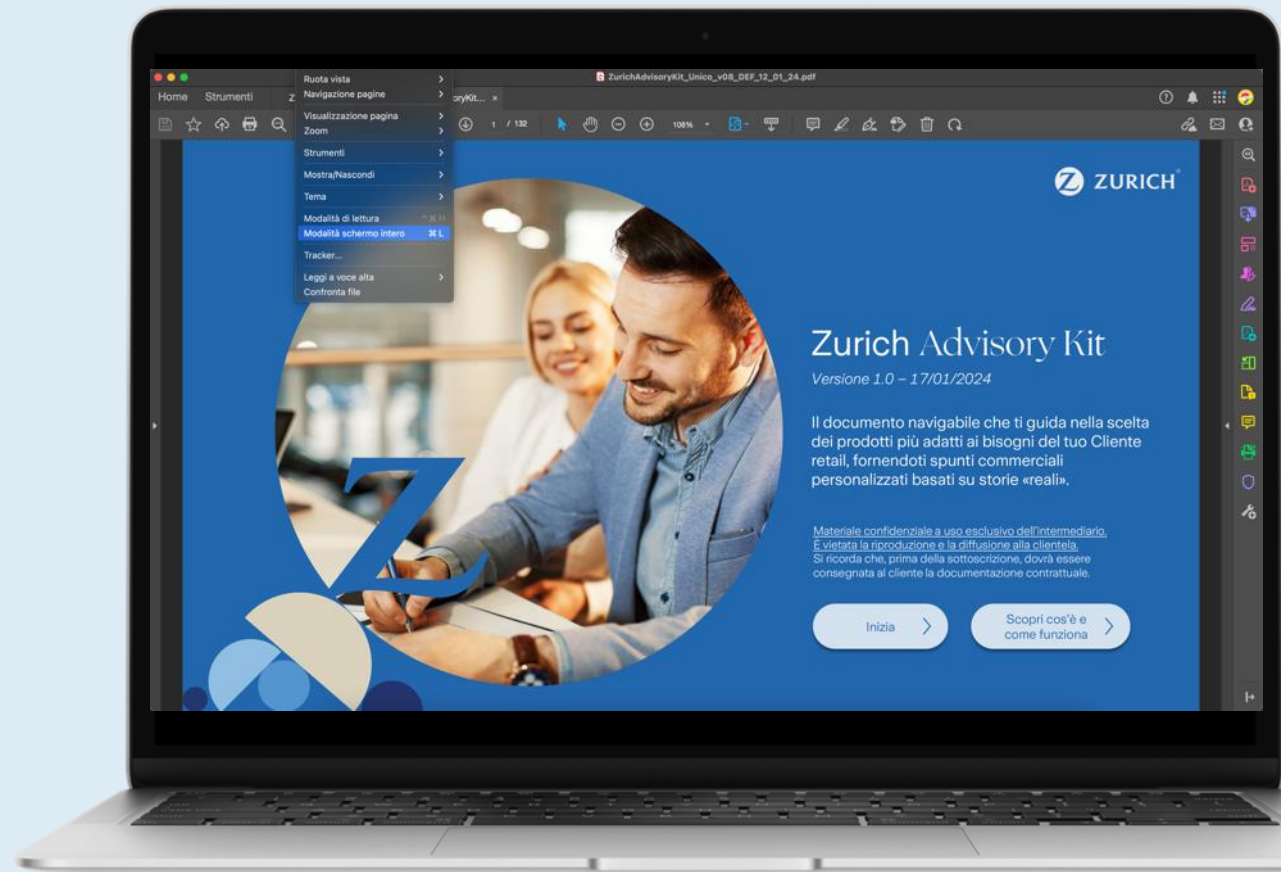 ZurichAdvisoryKit_Unico_v08_DEF_12_01_24.pdf
Home Strumenti
1 / 132
108%
Ruota vista
Navigazione pagine
Visualizzazione pagina
Zoom
Strumenti
Mostra/Nascondi
Tema
Modalità di lettura ^⌘H
Modalità schermo intero ⌘L
Tracker...
Leggi a voce alta
Confronta file
ZURICH
Z
Zurich Advisory Kit
Versione 1.0 – 17/01/2024
Il documento navigabile che ti guida nella scelta
dei prodotti più adatti ai bisogni del tuo Cliente
retail, fornendoti spunti commerciali
personalizzati basati su storie «reali».
Materiale confidenziale a uso esclusivo dell'intermediario.
È vietata la riproduzione e la diffusione alla clientela.
Si ricorda che, prima della sottoscrizione, dovrà essere
consegnata al cliente la documentazione contrattuale.
Inizia
Scopri cos'è e
come funziona